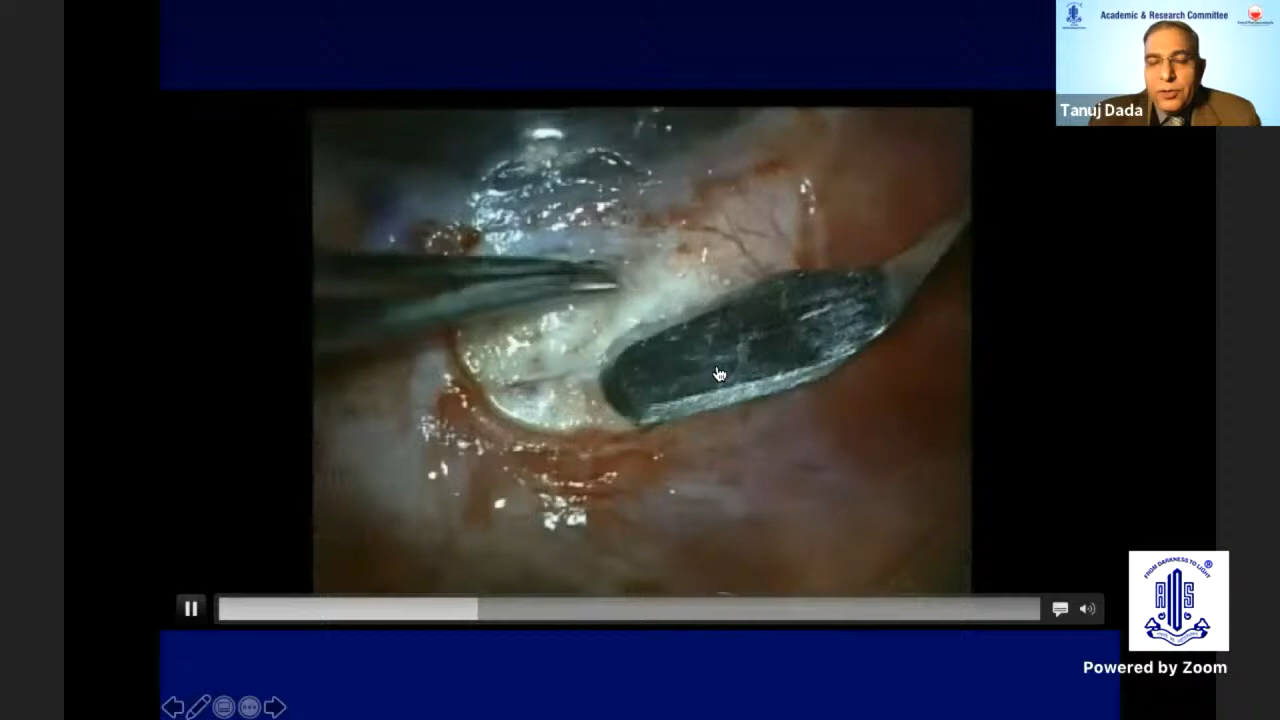 Academic & Research Committee
Tanuj Dada
FROM DARKNESS TO LIGHT
®
AIOS
Powered by Zoom